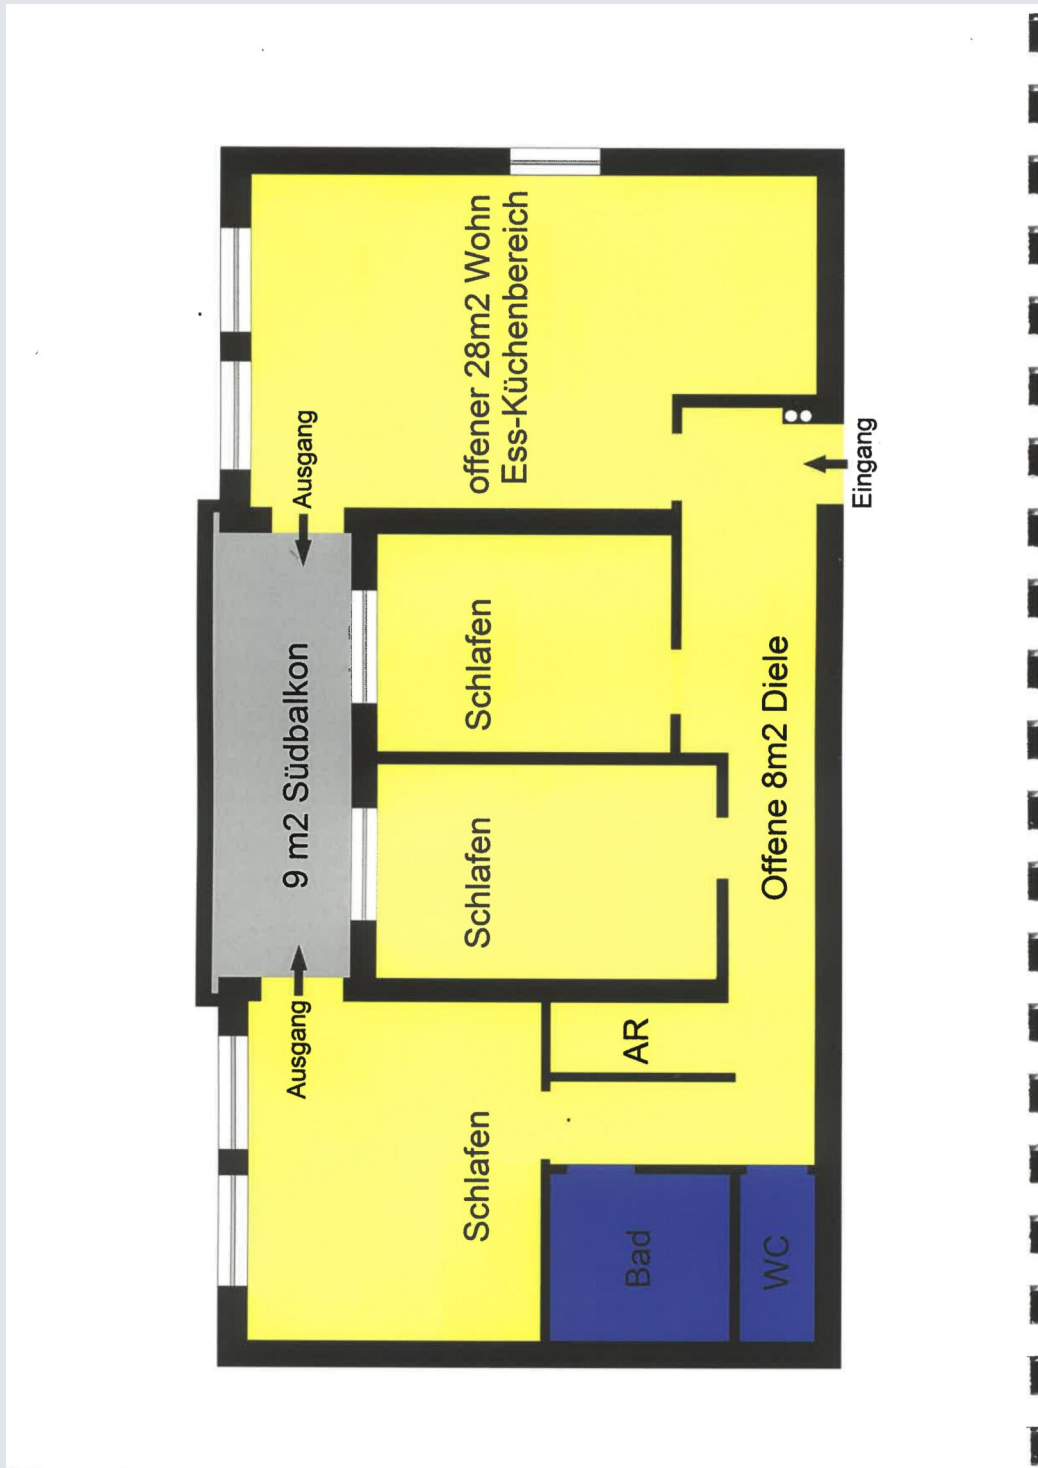 offener 28m2 Wohn
Ess-Küchenbereich
Ausgang
9 m2 Südbalkon
Ausgang
Schlafen
Schlafen
Schlafen
AR
Bad
WC
Offene 8m2 Diele
Eingang